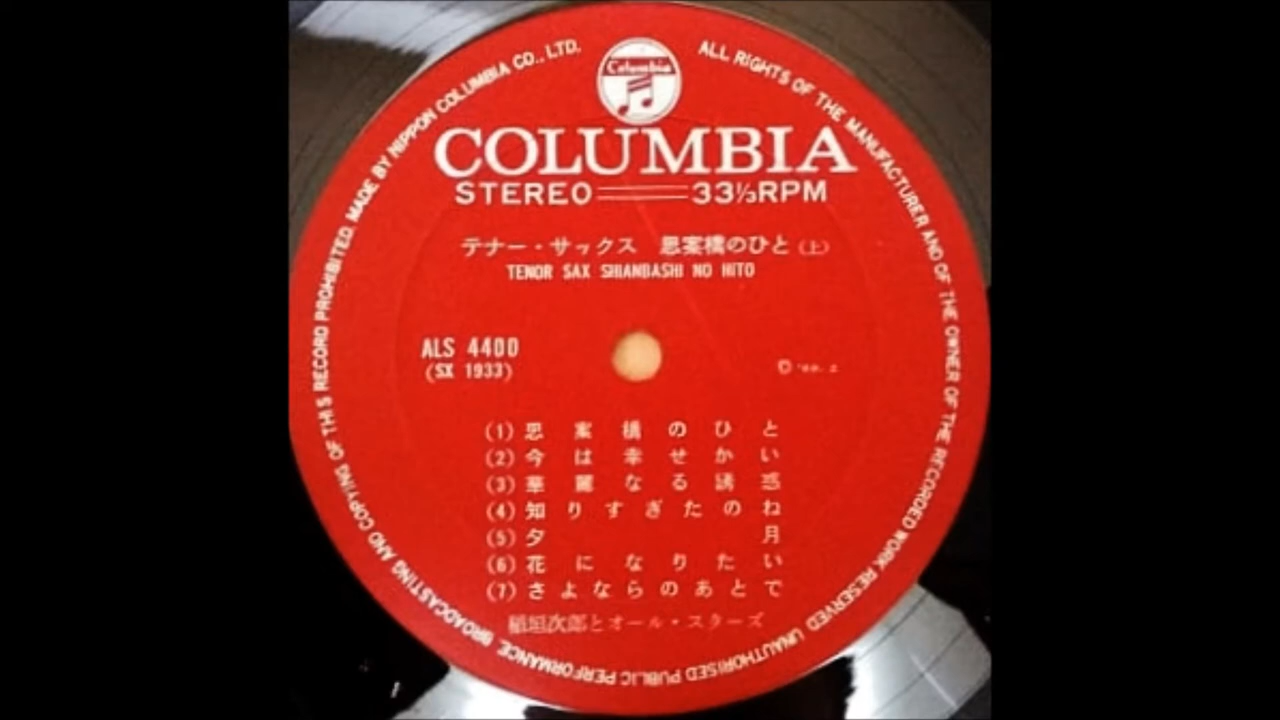 MADE BY NIPPON COLUMBIA CO., LTD.
ALL RIGHTS OF THE MANUFACTURER AND OF THE OWNER OF THE RECORDED WORK RESERVED. UNAUTHORISED PUBLIC PERFORMANCE, BROADCASTING AND COPYING OF THIS RECORD PROHIBITED.
Columbia
COLUMBIA
STEREO 33⅓RPM
テナー・サックス 思案橋のひと(上)
TENOR SAX SHIANBASHI NO HITO
ALS 4400
(SX 1933)
(1)思案橋のひと
(2)今は幸せかい
(3)華麗なる誘惑
(4)知りすぎたのね
(5)夕月
(6)花になりたい
(7)さよならのあとで
稲垣次郎とオール・スターズ